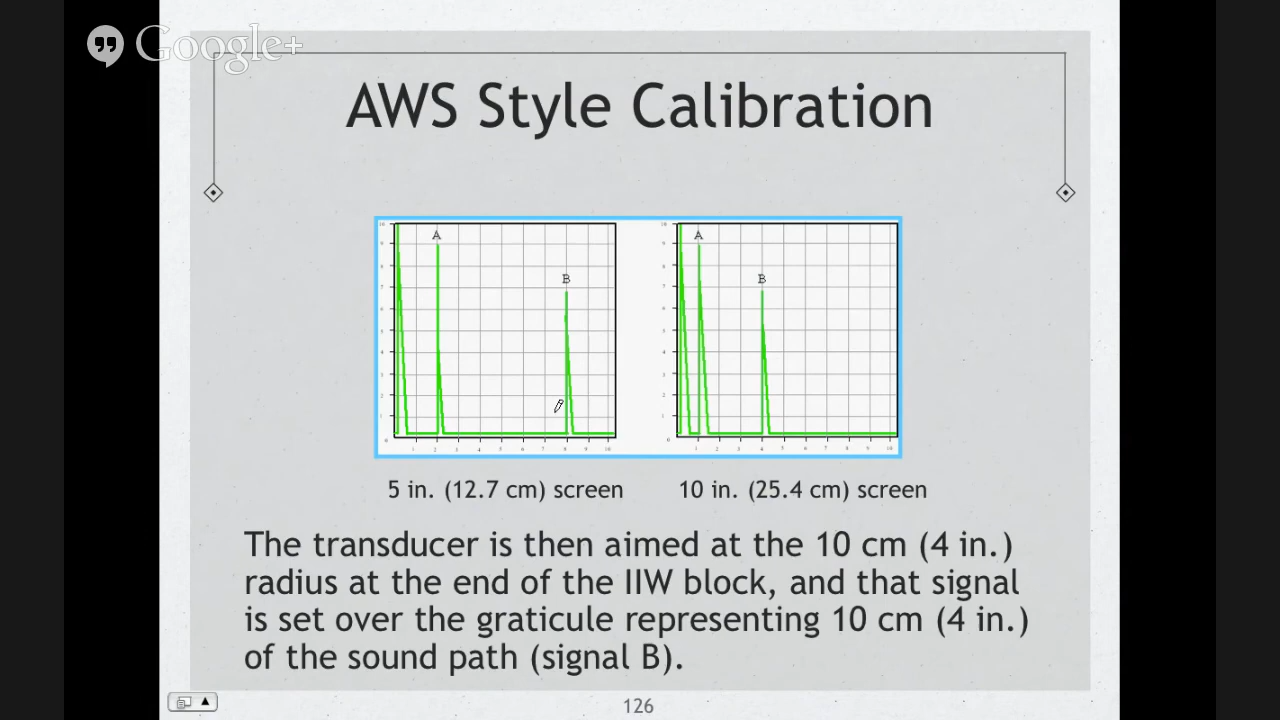 Google+
AWS Style Calibration
A
B
A
B
5 in. (12.7 cm) screen
10 in. (25.4 cm) screen
The transducer is then aimed at the 10 cm (4 in.)
radius at the end of the IIW block, and that signal
is set over the graticule representing 10 cm (4 in.)
of the sound path (signal B).
126